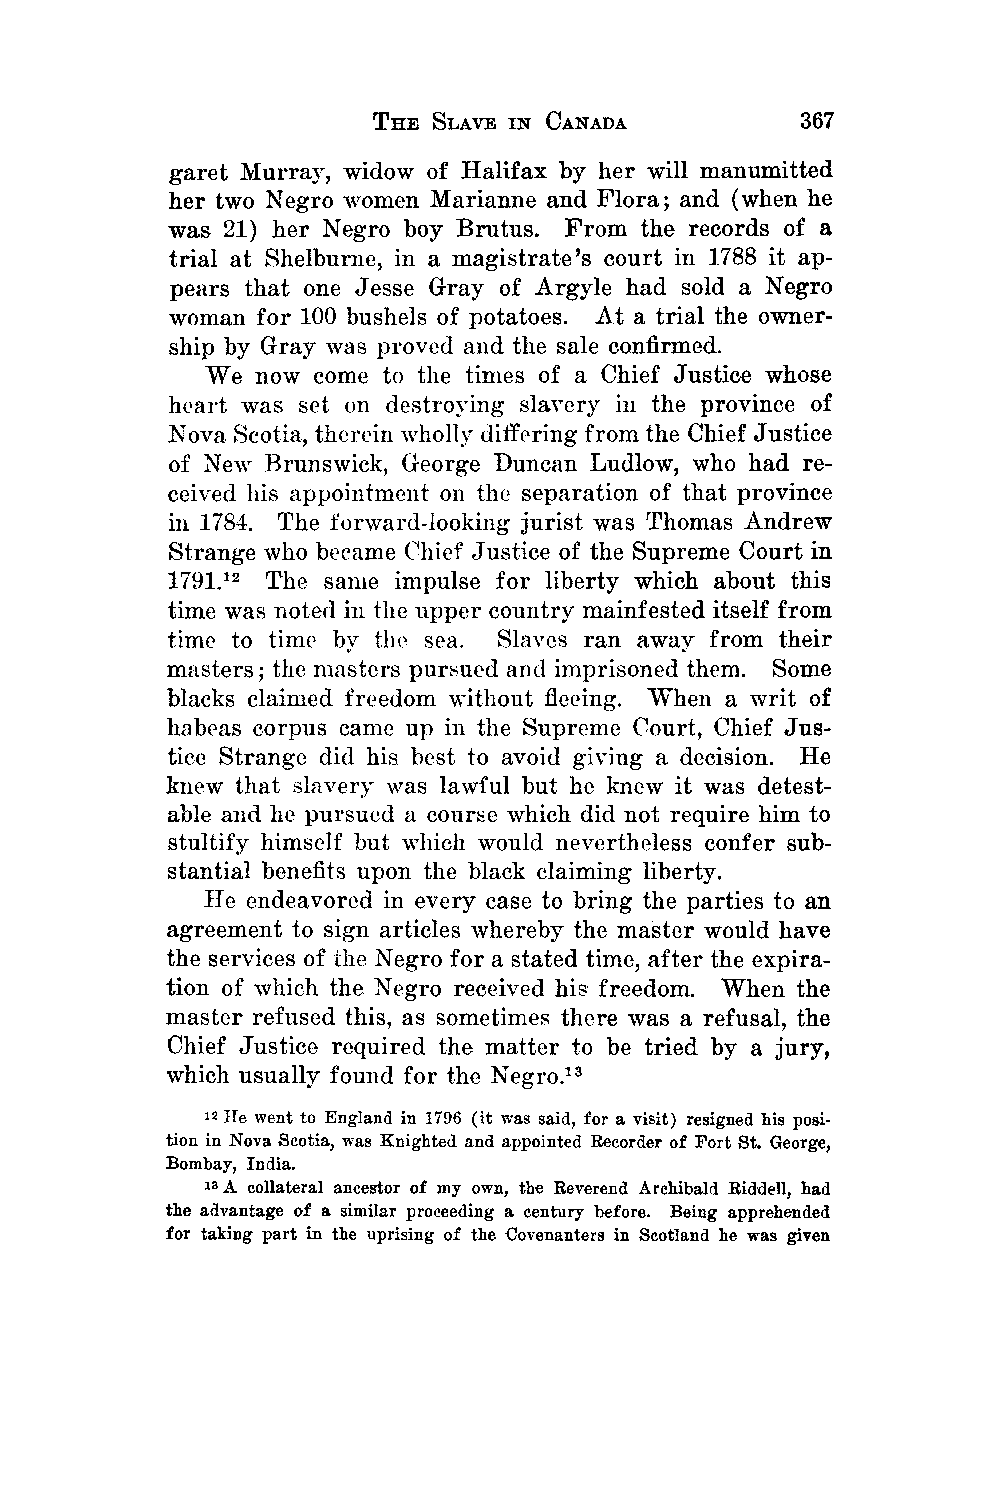 THE SLAVE IN CANADA 367
garet Murray, widow of Halifax by her will manumitted
her two Negro women Marianne and Flora; and (when he
was 21) her Negro boy Brutus. From the records of a
trial at Shelburne, in a magistrate's court in 1788 it ap-
pears that one Jesse Gray of Argyle had sold a Negro
woman for 100 bushels of potatoes. At a trial the owner-
ship by Gray was proved and the sale confirmed.
We now come to the times of a Chief Justice whose
heart was set on destroying slavery in the province of
Nova Scotia, therein wholly differing from the Chief Justice
of New Brunswick, George Duncan Ludlow, who had re-
ceived his appointment on the separation of that province
in 1784. The forward-looking jurist was Thomas Andrew
Strange who became Chief Justice of the Supreme Court in
1791.¹² The same impulse for liberty which about this
time was noted in the upper country mainfested itself from
time to time by the sea. Slaves ran away from their
masters; the masters pursued and imprisoned them. Some
blacks claimed freedom without fleeing. When a writ of
habeas corpus came up in the Supreme Court, Chief Jus-
tice Strange did his best to avoid giving a decision. He
knew that slavery was lawful but he knew it was detest-
able and he pursued a course which did not require him to
stultify himself but which would nevertheless confer sub-
stantial benefits upon the black claiming liberty.
He endeavored in every case to bring the parties to an
agreement to sign articles whereby the master would have
the services of the Negro for a stated time, after the expira-
tion of which the Negro received his freedom. When the
master refused this, as sometimes there was a refusal, the
Chief Justice required the matter to be tried by a jury,
which usually found for the Negro.¹³
¹² He went to England in 1796 (it was said, for a visit) resigned his posi-
tion in Nova Scotia, was Knighted and appointed Recorder of Fort St. George,
Bombay, India.
¹³ A collateral ancestor of my own, the Reverend Archibald Riddell, had
the advantage of a similar proceeding a century before. Being apprehended
for taking part in the uprising of the Covenanters in Scotland he was given